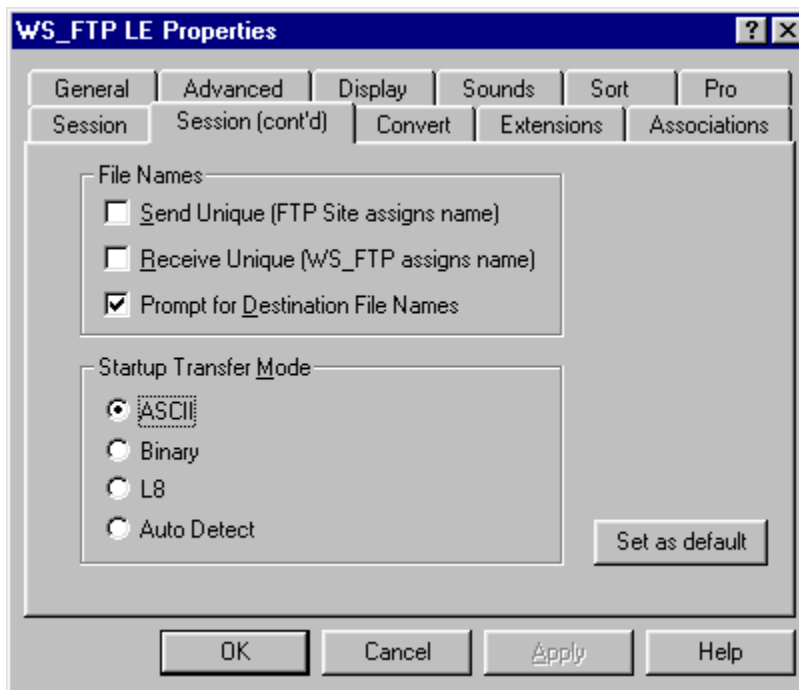 WS_FTP LE Properties
General Advanced Display Sounds Sort Pro
Session Session (cont'd) Convert Extensions Associations
File Names
Send Unique (FTP Site assigns name)
Receive Unique (WS_FTP assigns name)
Prompt for Destination File Names
Startup Transfer Mode
ASCII
Binary
L8
Auto Detect
Set as default
OK Cancel Apply Help